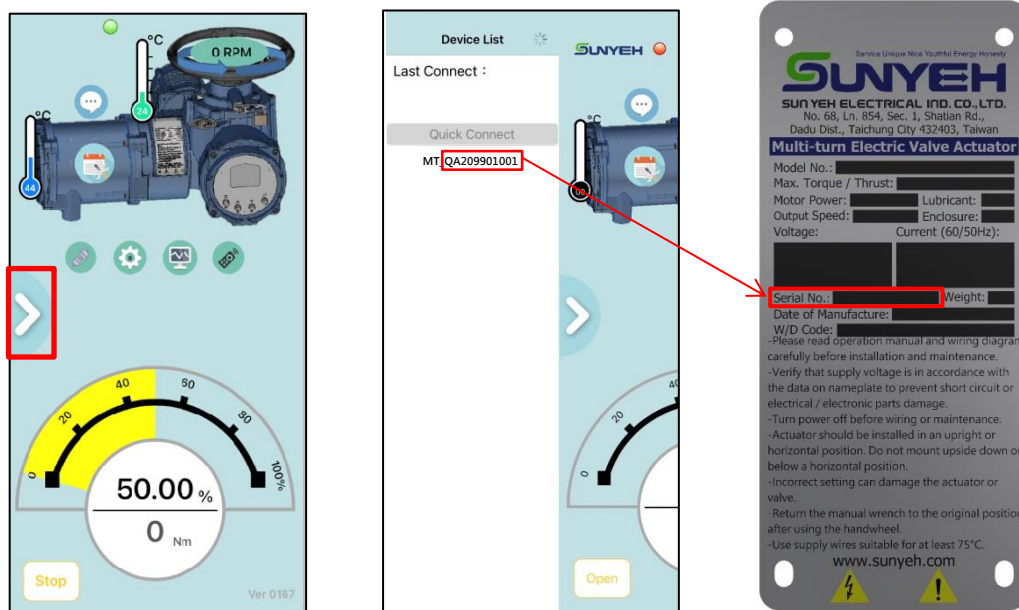 °C
0 RPM
24
°C
44
0
20
40
60
80
100%
50.00 %
0 Nm
Stop
Ver 0167
Device List
Last Connect :
Quick Connect
MT.QA209901001
SUNYEH
°C
00
0
20
40
Open
Service Unique Nice Youthful Energy Honesty
SUNYEH
SUN YEH ELECTRICAL IND. CO., LTD.
No. 68, Ln. 854, Sec. 1, Shatian Rd.,
Dadu Dist., Taichung City 432403, Taiwan
Multi-turn Electric Valve Actuator
Model No.:
Max. Torque / Thrust:
Motor Power: Lubricant:
Output Speed: Enclosure:
Voltage: Current (60/50Hz):
Serial No.: Weight:
Date of Manufacture:
W/D Code:
-Please read operation manual and wiring diagram
carefully before installation and maintenance.
-Verify that supply voltage is in accordance with
the data on nameplate to prevent short circuit or
electrical / electronic parts damage.
-Turn power off before wiring or maintenance.
-Actuator should be installed in an upright or
horizontal position. Do not mount upside down or
below a horizontal position.
-Incorrect setting can damage the actuator or
valve.
-Return the manual wrench to the original position
after using the handwheel.
-Use supply wires suitable for at least 75°C.
www.sunyeh.com